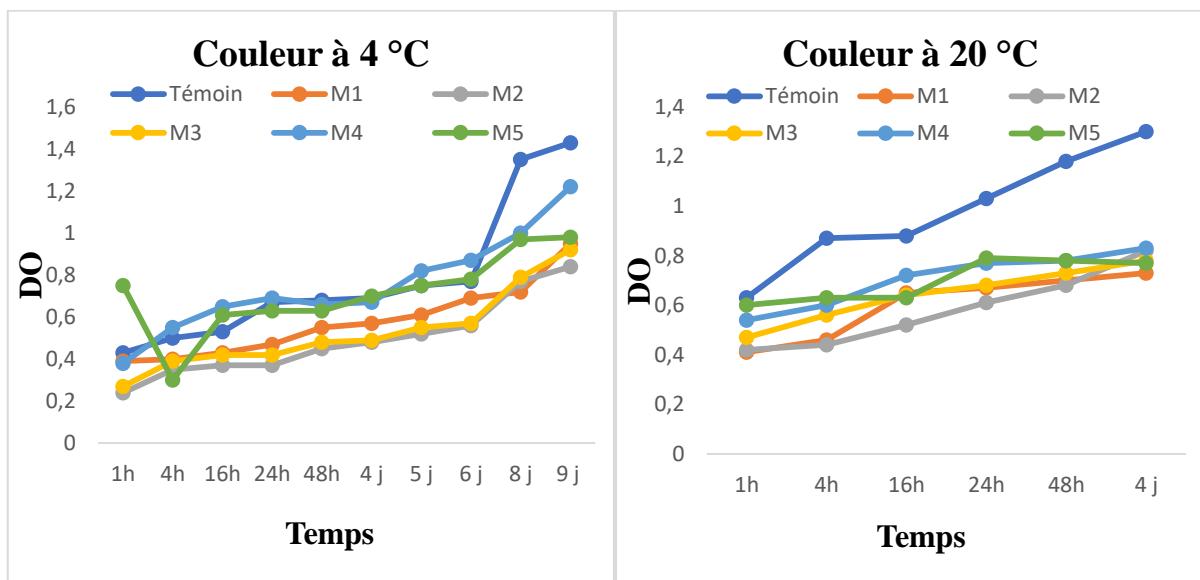 Couleur à 4 °C
Témoin M1 M2
M3 M4 M5
1,6
1,4
1,2
1
0,8
0,6
0,4
0,2
0
DO
1h 4h 16h 24h 48h 4 j 5 j 6 j 8 j 9 j
Temps
Couleur à 20 °C
Témoin M1 M2
M3 M4 M5
1,4
1,2
1
0,8
0,6
0,4
0,2
0
DO
1h 4h 16h 24h 48h 4 j
Temps